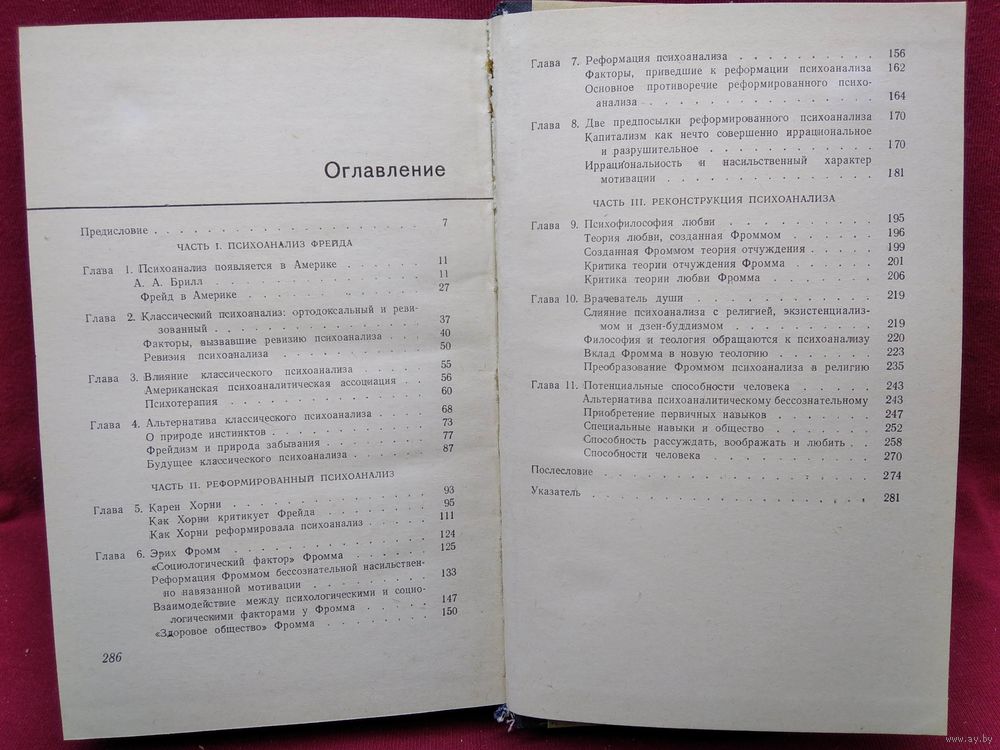 Оглавление
Предисловие . . . . . . . . . . . . . . . . . . . 7
ЧАСТЬ I. ПСИХОАНАЛИЗ ФРЕЙДА
Глава 1. Психоанализ появляется в Америке . . . . . . 11
А. А. Брилл . . . . . . . . . . . . . 11
Фрейд в Америке . . . . . . . . . . . 27
Глава 2. Классический психоанализ: ортодоксальный и реви-
зованный . . . . . . . . . . . . . 37
Факторы, вызвавшие ревизию психоанализа . . . 40
Ревизия психоанализа . . . . . . . . . 50
Глава 3. Влияние классического психоанализа . . . . . 55
Американская психоаналитическая ассоциация . . . 56
Психотерапия . . . . . . . . . . . . 60
Глава 4. Альтернатива классического психоанализа . . . . 68
О природе инстинктов . . . . . . . . . 73
Фрейдизм и природа забывания . . . . . . 77
Будущее классического психоанализа . . . . . 87
ЧАСТЬ II. РЕФОРМИРОВАННЫЙ ПСИХОАНАЛИЗ
Глава 5. Карен Хорни . . . . . . . . . . . . 93
Как Хорни критикует Фрейда . . . . . . . 95
Как Хорни реформировала психоанализ . . . . 111
Глава 6. Эрих Фромм . . . . . . . . . . . . 124
«Социологический фактор» Фромма . . . . . 125
Реформация Фроммом бессознательной насильствен-
но навязанной мотивации . . . . . . . . 133
Взаимодействие между психологическими и социо-
логическими факторами у Фромма . . . . . 147
«Здоровое общество» Фромма . . . . . . . 150
286
Глава 7. Реформация психоанализа . . . . . . . . . 156
Факторы, приведшие к реформации психоанализа 162
Основное противоречие реформированного психо-
анализа . . . . . . . . . . . . . . 164
Глава 8. Две предпосылки реформированного психоанализа 170
Капитализм как нечто совершенно иррациональное
и разрушительное . . . . . . . . . . 170
Иррациональность и насильственный характер
мотивации . . . . . . . . . . . . . 181
ЧАСТЬ III. РЕКОНСТРУКЦИЯ ПСИХОАНАЛИЗА
Глава 9. Психофилософия любви . . . . . . . . . . 195
Теория любви, созданная Фроммом . . . . . . 196
Созданная Фроммом теория отчуждения . . . . 199
Критика теории отчуждения Фромма . . . . . 201
Критика теории любви Фромма . . . . . . . 206
Глава 10. Врачеватель души . . . . . . . . . . . . 219
Слияние психоанализа с религией, экзистенциализ-
мом и дзен-буддизмом . . . . . . . . . 219
Философия и теология обращаются к психоанализу 220
Вклад Фромма в новую теологию . . . . . . 223
Преобразование Фроммом психоанализа в религию 235
Глава 11. Потенциальные способности человека . . . . . 243
Альтернатива психоаналитическому бессознательному 243
Приобретение первичных навыков . . . . . . 247
Специальные навыки и общество . . . . . . . 252
Способность рассуждать, воображать и любить . . 258
Способности человека . . . . . . . . . . 270
Послесловие . . . . . . . . . . . . . . . . . 274
Указатель . . . . . . . . . . . . . . . . . . 281
www.ay.by